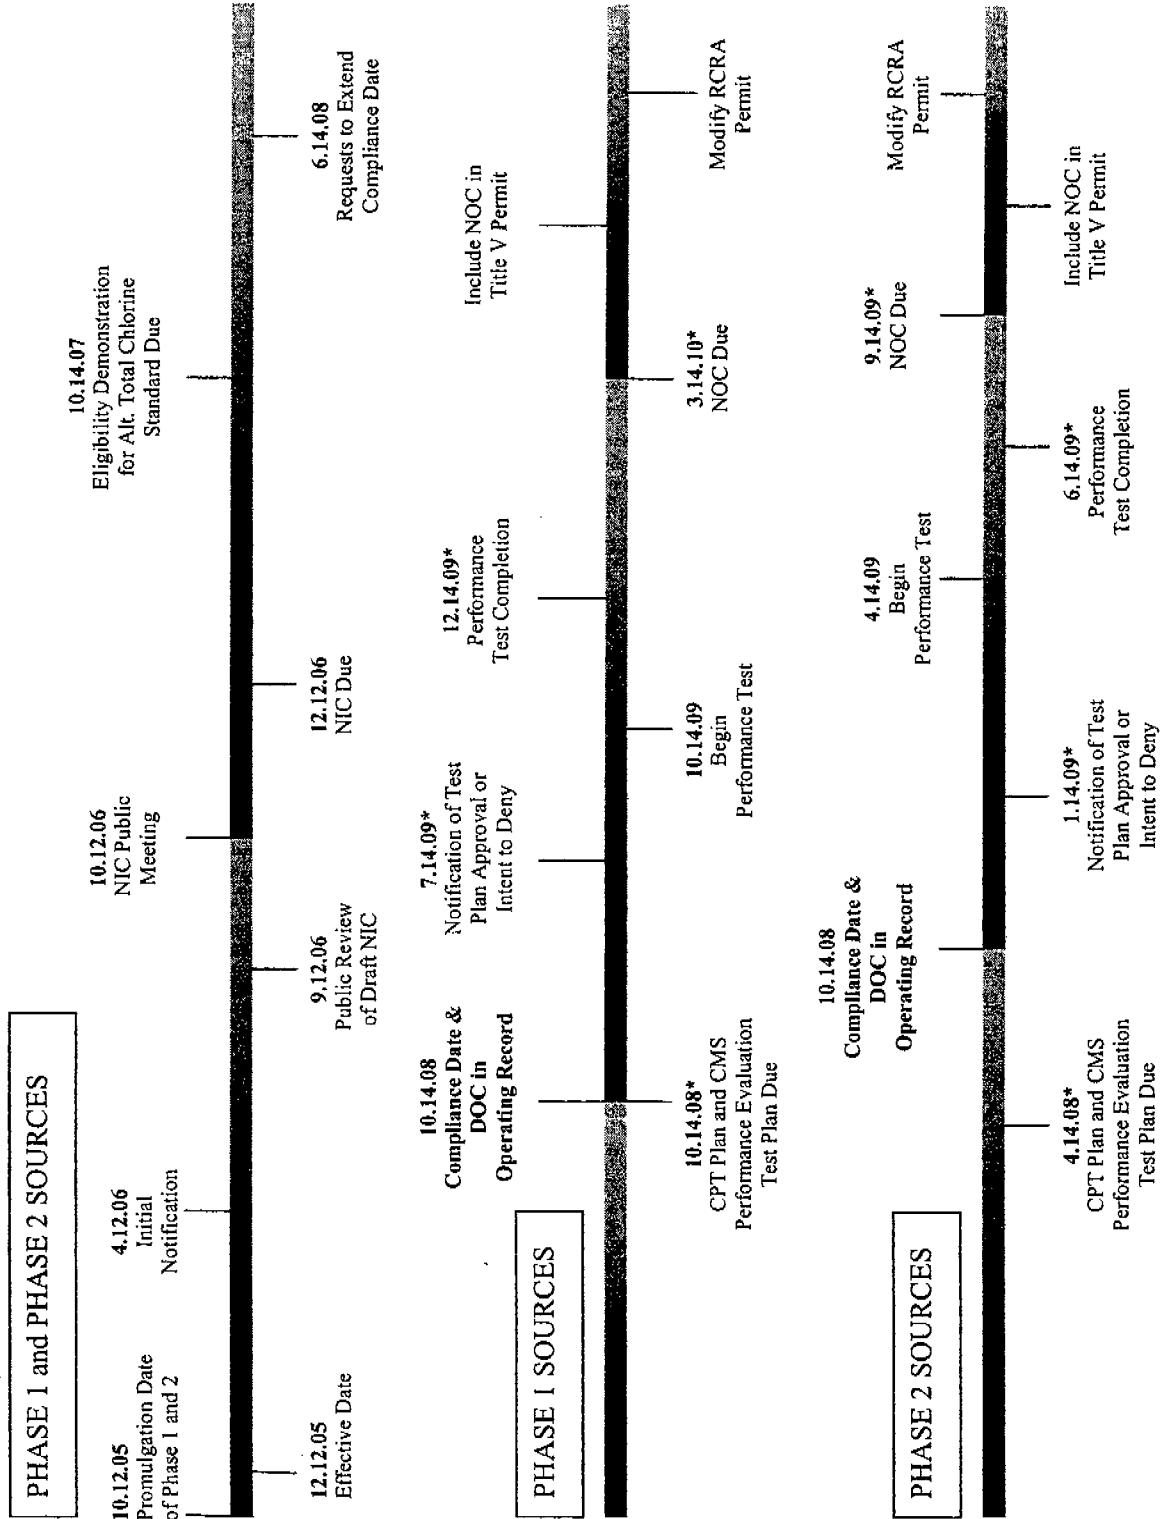 PHASE 1 and PHASE 2 SOURCES
10.12.05
Promulgation Date
of Phase 1 and 2
12.12.05
Effective Date
4.12.06
Initial
Notification
9.12.06
Public Review
of Draft NIC
10.12.06
NIC Public
Meeting
12.12.06
NIC Due
10.14.07
Eligibility Demonstration
for Alt. Total Chlorine
Standard Due
6.14.08
Requests to Extend
Compliance Date
PHASE 1 SOURCES
10.14.08
Compliance Date &
DOC in
Operating Record
10.14.08*
CPT Plan and CMS
Performance Evaluation
Test Plan Due
7.14.09*
Notification of Test
Plan Approval or
Intent to Deny
10.14.09
Begin
Performance Test
12.14.09*
Performance
Test Completion
3.14.10*
NOC Due
Include NOC in
Title V Permit
Modify RCRA
Permit
PHASE 2 SOURCES
4.14.08*
CPT Plan and CMS
Performance Evaluation
Test Plan Due
10.14.08
Compliance Date &
DOC in
Operating Record
1.14.09*
Notification of Test
Plan Approval or
Intent to Deny
4.14.09
Begin
Performance Test
6.14.09*
Performance
Test Completion
9.14.09*
NOC Due
Include NOC in
Title V Permit
Modify RCRA
Permit